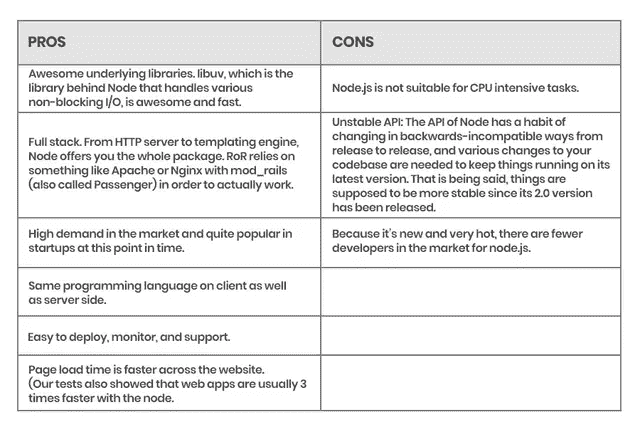 PROS
CONS
Awesome underlying libraries. libuv, which is the
library behind Node that handles various
non-blocking I/O, is awesome and fast.
Node.js is not suitable for CPU intensive tasks.
Full stack. From HTTP server to templating engine,
Node offers you the whole package. RoR relies on
something like Apache or Nginx with mod_rails
(also called Passenger) in order to actually work.
Unstable API: The API of Node has a habit of
changing in backwards-incompatible ways from
release to release, and various changes to your
codebase are needed to keep things running on its
latest version. That is being said, things are
supposed to be more stable since its 2.0 version
has been released.
High demand in the market and quite popular in
startups at this point in time.
Because it's new and very hot, there are fewer
developers in the market for node.js.
Same programming language on client as well
as server side.
Easy to deploy, monitor, and support.
Page load time is faster across the website.
(Our tests also showed that web apps are usually 3
times faster with the node.